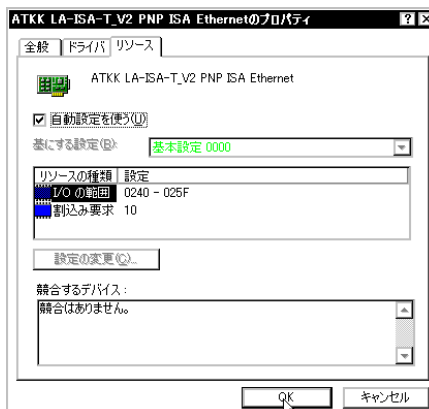 ATKK LA-ISA-T_V2 PNP ISA Ethernetのプロパティ
全般 ドライバ リソース
ATKK LA-ISA-T_V2 PNP ISA Ethernet
自動設定を使う(U)
基にする設定(B): 基本設定 0000
リソースの種類 設定
I/O の範囲 0240 - 025F
割込み要求 10
設定の変更(C)...
競合するデバイス:
競合はありません。
OK キャンセル